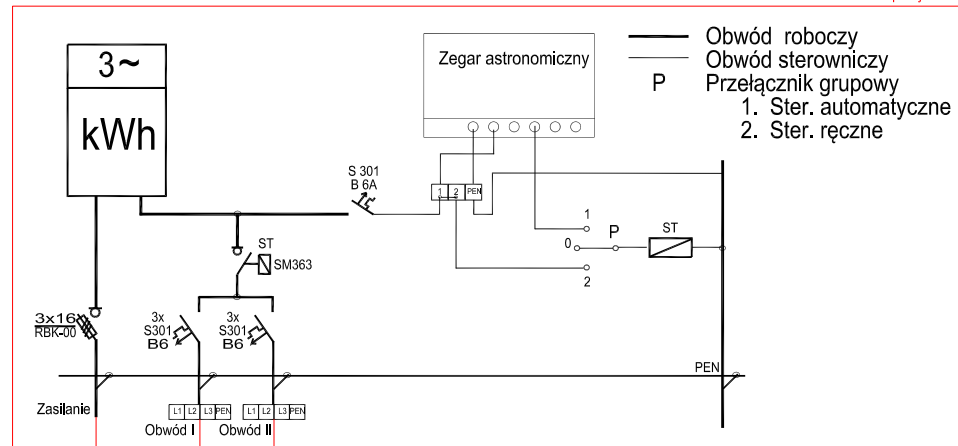 3~
kWh
Zegar astronomiczny
Obwód roboczy
Obwód sterowniczy
P Przełącznik grupowy
1. Ster. automatyczne
2. Ster. ręczne
S 301
B 6A
1 2 PEN
1
0
P
ST
2
ST
SM363
3x16
RBK-00
3x
S301
B6
3x
S301
B6
PEN
Zasilanie
L1 L2 L3 PEN
L1 L2 L3 PEN
Obwód I
Obwód II